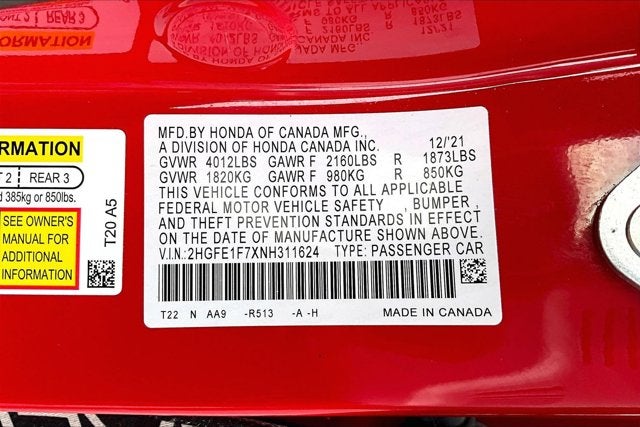 ORMATION
MFD.BY HONDA OF CANADA MFG.,
A DIVISION OF HONDA CANADA INC. 12/'21
GVWR 4012LBS GAWR F 2160LBS R 1873LBS
GVWR 1820KG GAWR F 980KG R 850KG
THIS VEHICLE CONFORMS TO ALL APPLICABLE
FEDERAL MOTOR VEHICLE SAFETY , BUMPER ,
AND THEFT PREVENTION STANDARDS IN EFFECT
ON THE DATE OF MANUFACTURE SHOWN ABOVE.
V.I.N.:2HGFE1F7XNH311624 TYPE: PASSENGER CAR
T22 N AA9 -R513 -A -H MADE IN CANADA
RMATION
T 2 REAR 3
d 385kg or 850lbs.
SEE OWNER'S
MANUAL FOR
ADDITIONAL
INFORMATION
T20 A5